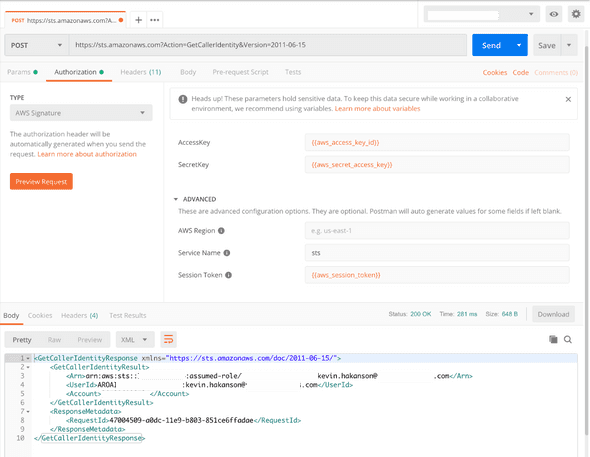 POST https://sts.amazonaws.com?A...
+ •••
POST https://sts.amazonaws.com?Action=GetCallerIdentity&Version=2011-06-15 Send Save
Params Authorization Headers (11) Body Pre-request Script Tests Cookies Code Comments (0)
TYPE
AWS Signature
The authorization header will be
automatically generated when you send the
request. Learn more about authorization
Preview Request
Heads up! These parameters hold sensitive data. To keep this data secure while working in a collaborative
environment, we recommend using variables. Learn more about variables
AccessKey {{aws_access_key_id}}
SecretKey {{aws_secret_access_key}}
ADVANCED
These are advanced configuration options. They are optional. Postman will auto generate values for some fields if left blank.
AWS Region e.g. us-east-1
Service Name sts
Session Token {{aws_session_token}}
Body Cookies Headers (4) Test Results Status: 200 OK Time: 281 ms Size: 648 B Download
Pretty Raw Preview XML
1 <GetCallerIdentityResponse xmlns="https://sts.amazonaws.com/doc/2011-06-15/">
2 <GetCallerIdentityResult>
3 <Arn>arn:aws:sts:: :assumed-role/ kevin.hakanson@ .com</Arn>
4 <UserId>AROAI :kevin.hakanson@ s.com</UserId>
5 <Account> </Account>
6 </GetCallerIdentityResult>
7 <ResponseMetadata>
8 <RequestId>47004509-a0dc-11e9-b803-851ce6ffadae</RequestId>
9 </ResponseMetadata>
10 </GetCallerIdentityResponse>